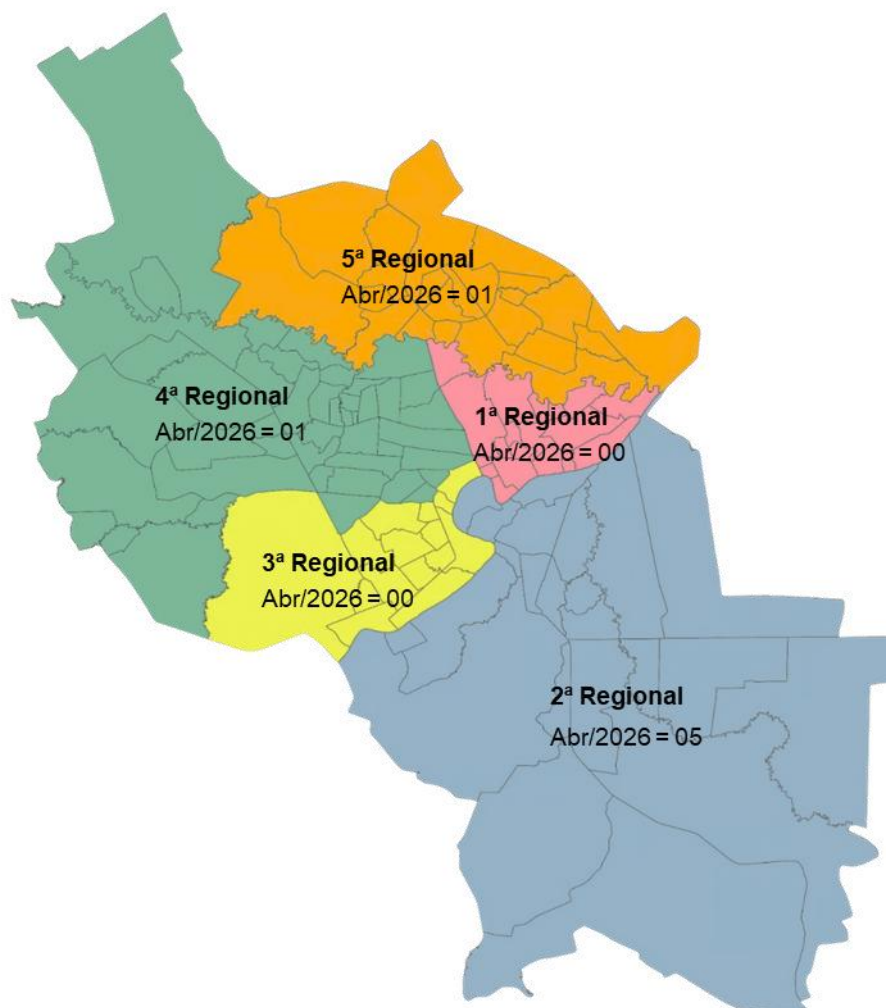 5ª Regional
Abr/2026 = 01
4ª Regional
Abr/2026 = 01
1ª Regional
Abr/2026 = 00
3ª Regional
Abr/2026 = 00
2ª Regional
Abr/2026 = 05